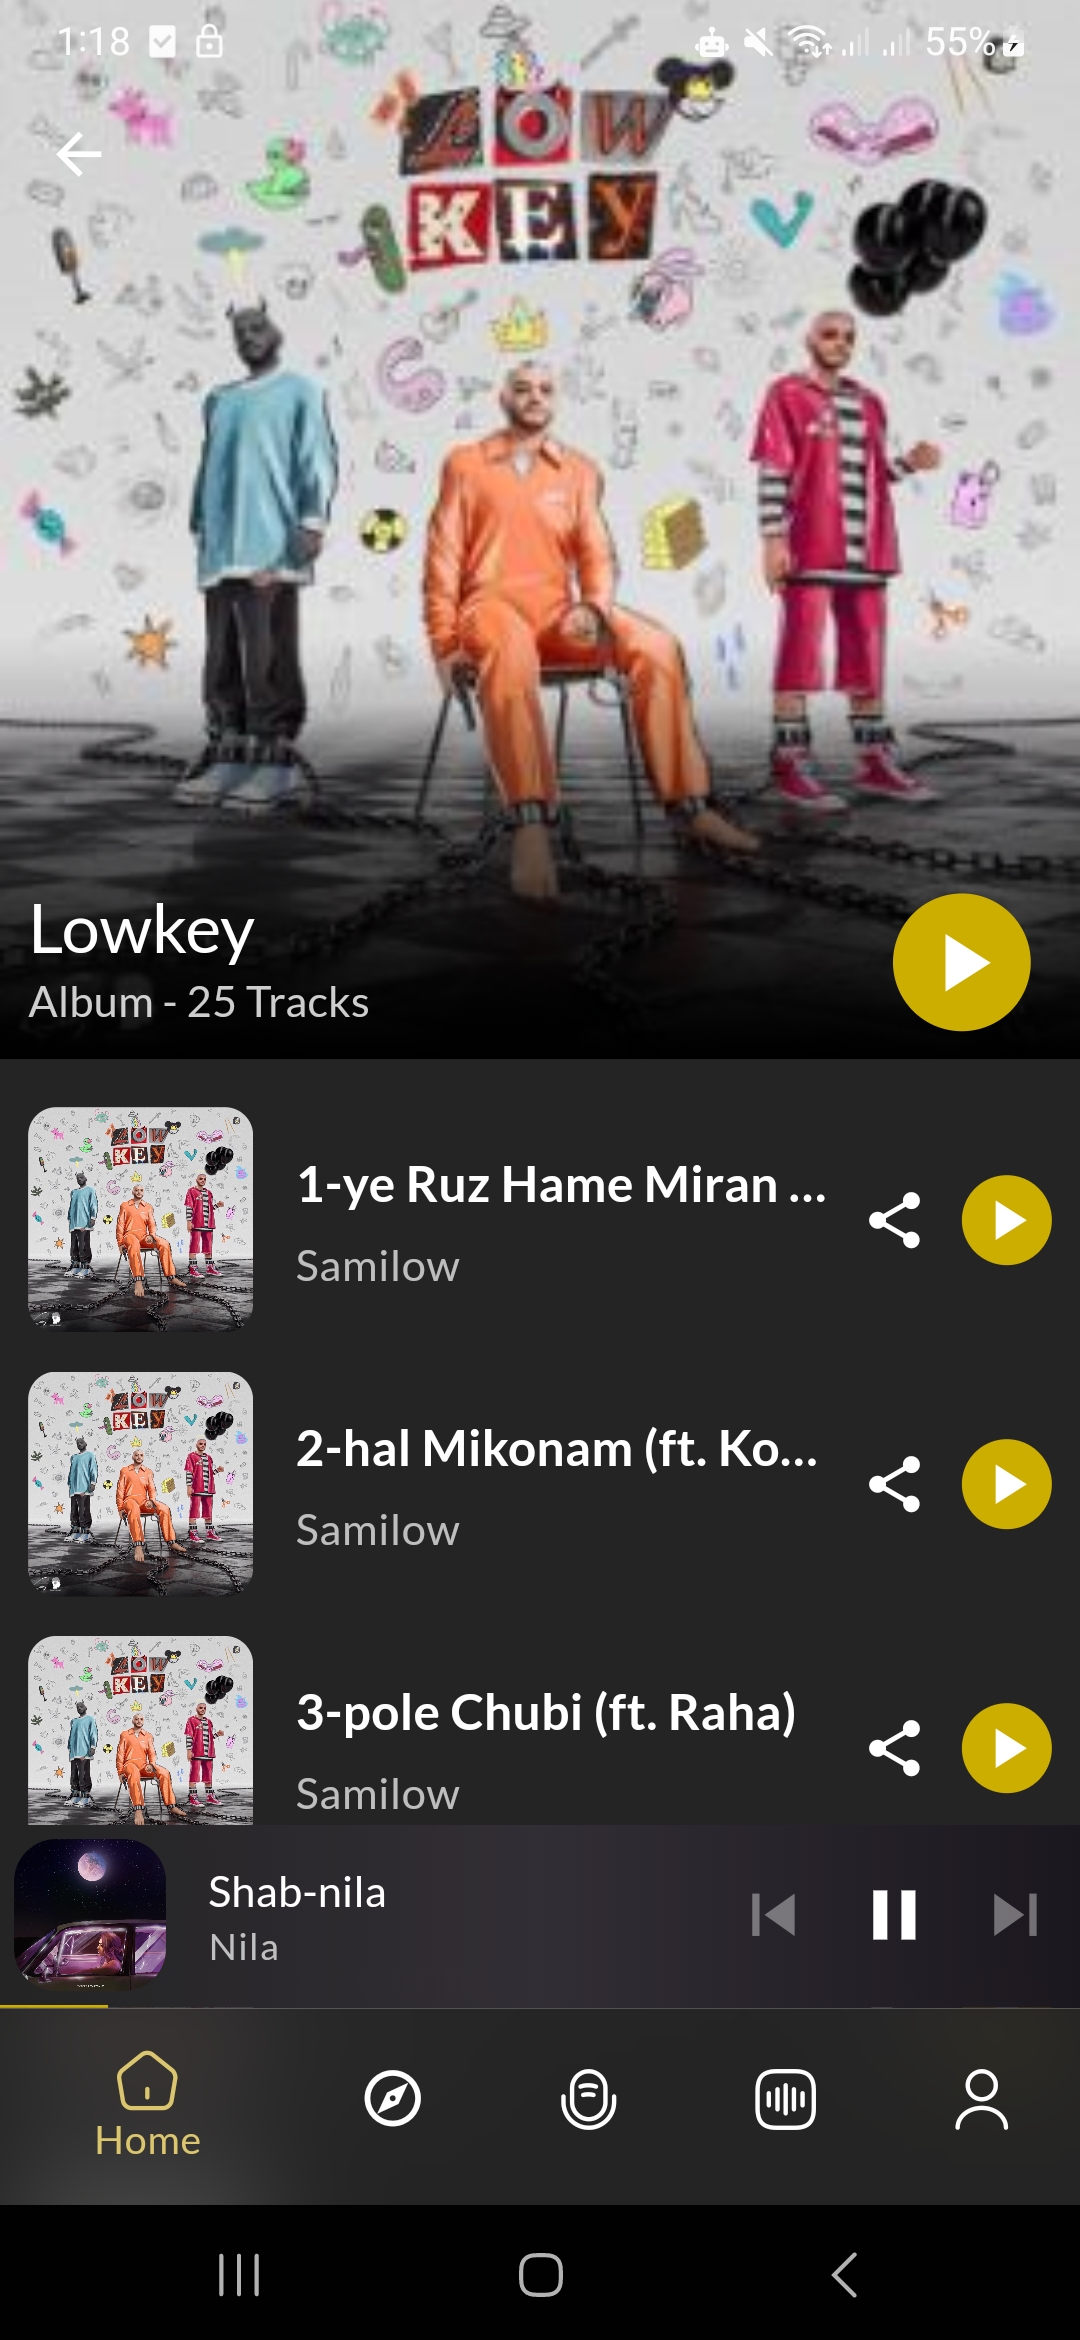 1:18
55%
LOW
KEY
Lowkey
Album - 25 Tracks
1-ye Ruz Hame Miran ...
Samilow
2-hal Mikonam (ft. Ko...
Samilow
3-pole Chubi (ft. Raha)
Samilow
Shab-nila
Nila
Home